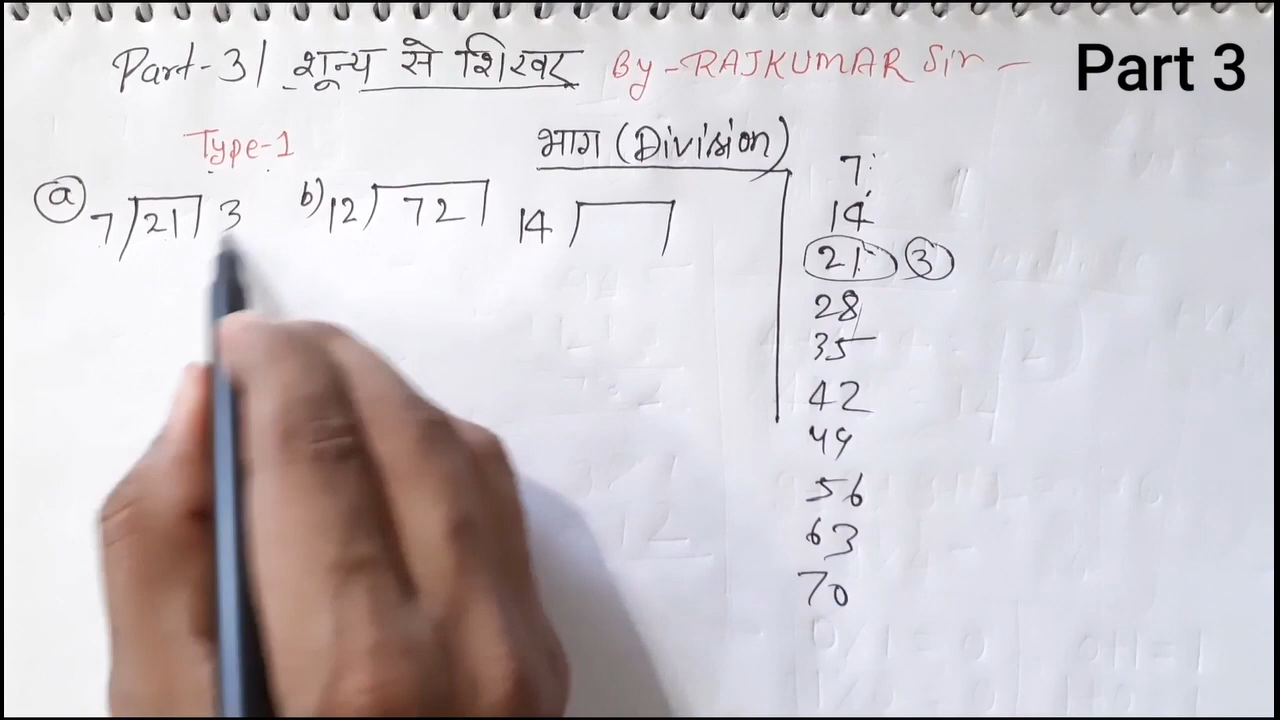 Part-3| शून्य से शिखर By-RAJKUMAR Sir-
Part 3
Type-1
भाग (Division)
a 7) 21 ) 3
b) 12) 72
14
7
14
21 3
28
35
42
49
56
63
70